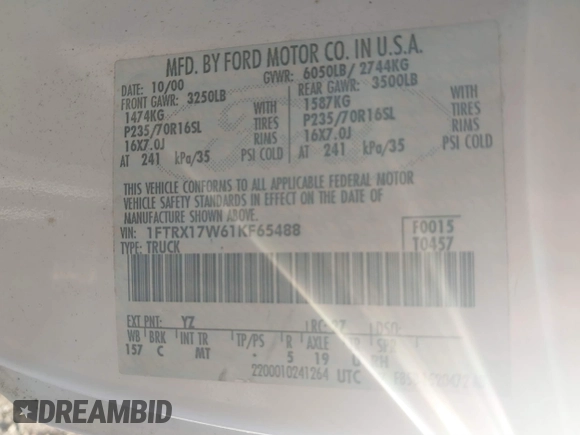 MFD. BY FORD MOTOR CO. IN U.S.A.
DATE: 10/00 GVWR: 6050LB/ 2744KG
FRONT GAWR: 3250LB REAR GAWR: 3500LB
1474KG WITH 1587KG WITH
P235/70R16SL TIRES P235/70R16SL TIRES
16X7.0J RIMS 16X7.0J RIMS
AT 241 kPa/35 PSI COLD AT 241 kPa/35 PSI COLD
THIS VEHICLE CONFORMS TO ALL APPLICABLE FEDERAL MOTOR
VEHICLE SAFETY STANDARDS IN EFFECT ON THE DATE OF
MANUFACTURE SHOWN ABOVE.
VIN: 1FTRX17W61KF65488 F0015
TYPE: TRUCK T0457
EXT PNT: YZ RC: 27 DSO:
WB BRK INT TR TP/PS R AXLE
157 C MT 5 19
2200010241264 UTC
DREAMBID